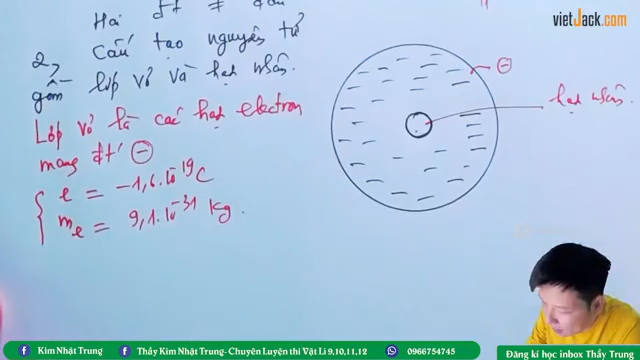 Hai đt ≠ dấu
2, Cấu tạo nguyên tử
gồm lớp vỏ và hạt nhân.
Lớp vỏ là các hạt electron
mang đt ⊖
e = -1,6.10⁻¹⁹C
mₑ = 9,1.10⁻³¹ kg.
⊖
hạt nhân
vietJack.com
Kim Nhật Trung
Thầy Kim Nhật Trung- Chuyên Luyện thi Vật Lí 9,10,11,12
0966754745
Đăng kí học inbox Thầy Trung